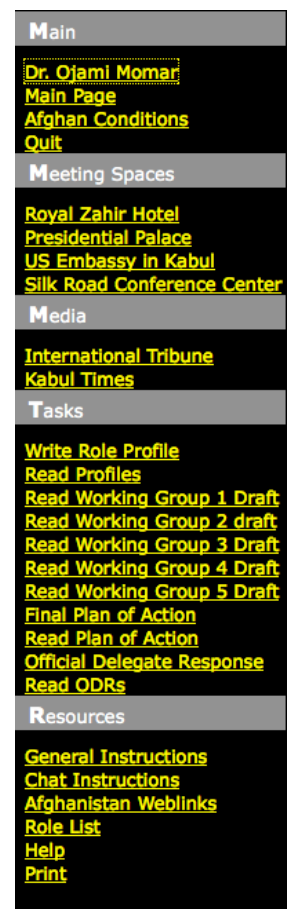 Main
Dr. Ojami Momar
Main Page
Afghan Conditions
Quit
Meeting Spaces
Royal Zahir Hotel
Presidential Palace
US Embassy in Kabul
Silk Road Conference Center
Media
International Tribune
Kabul Times
Tasks
Write Role Profile
Read Profiles
Read Working Group 1 Draft
Read Working Group 2 draft
Read Working Group 3 Draft
Read Working Group 4 Draft
Read Working Group 5 Draft
Final Plan of Action
Read Plan of Action
Official Delegate Response
Read ODRs
Resources
General Instructions
Chat Instructions
Afghanistan Weblinks
Role List
Help
Print